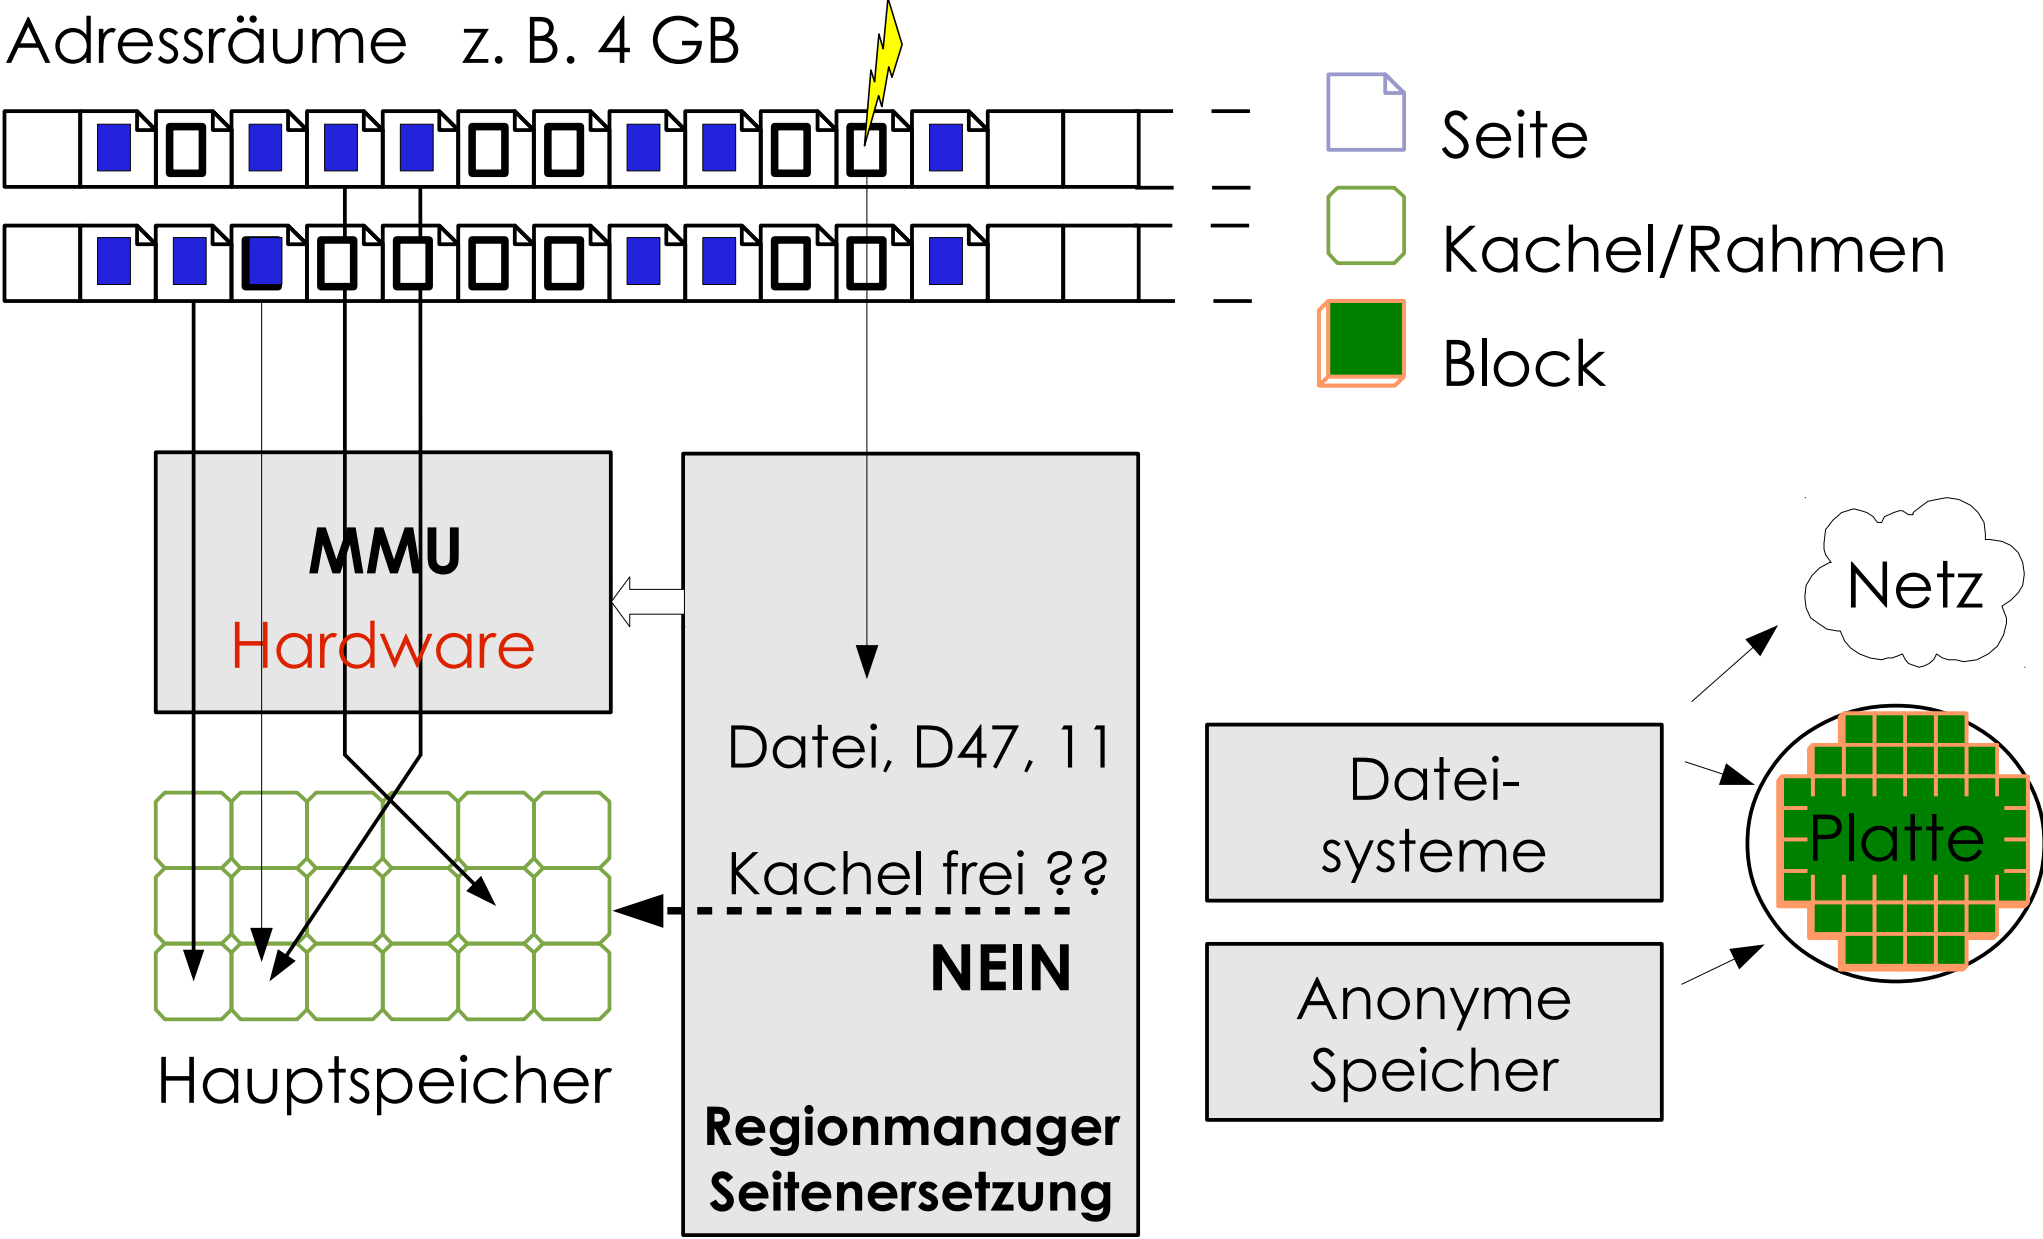 Adressräume z. B. 4 GB
Seite
Kachel/Rahmen
Block
MMU
Hardware
Datei, D47, 11
Kachel frei ??
NEIN
Regionmanager
Seitenersetzung
Hauptspeicher
Datei-
systeme
Anonyme
Speicher
Netz
Platte